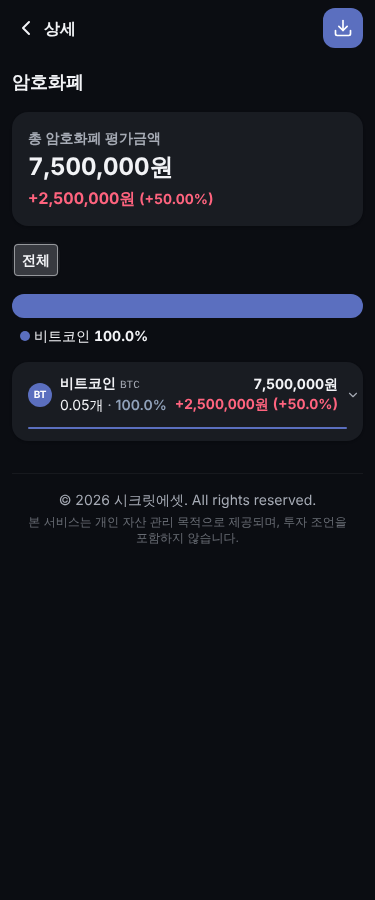 상세
암호화폐
총 암호화폐 평가금액
7,500,000원
+2,500,000원 (+50.00%)
전체
비트코인 100.0%
BT
비트코인 BTC
7,500,000원
0.05개 · 100.0%
+2,500,000원 (+50.0%)
© 2026 시크릿에셋. All rights reserved.
본 서비스는 개인 자산 관리 목적으로 제공되며, 투자 조언을
포함하지 않습니다.